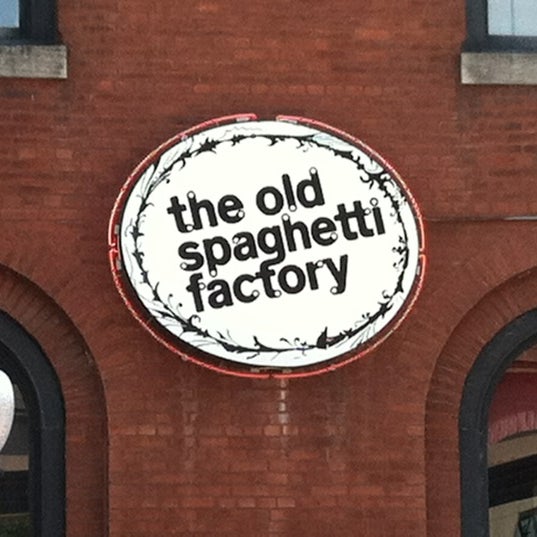 the old
spaghetti
factory